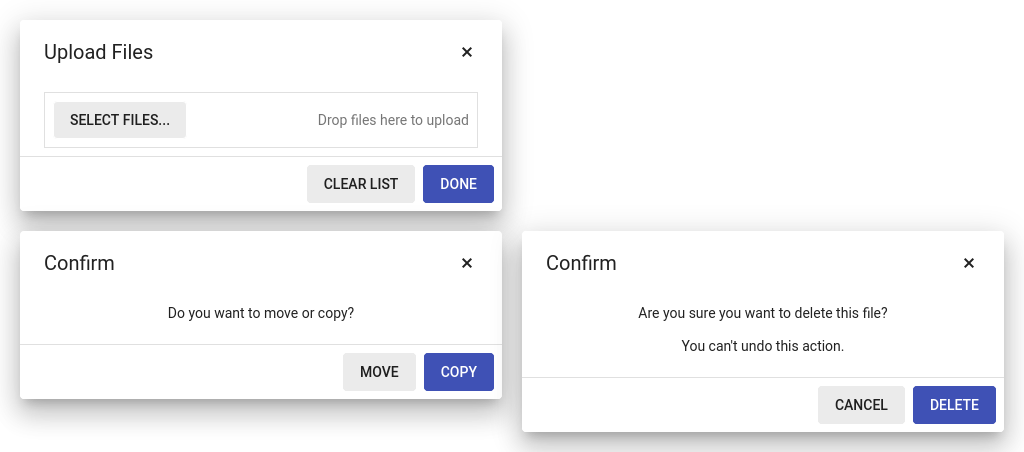 Upload Files ×
SELECT FILES... Drop files here to upload
CLEAR LIST DONE
Confirm ×
Do you want to move or copy?
MOVE COPY
Confirm ×
Are you sure you want to delete this file?
You can't undo this action.
CANCEL DELETE